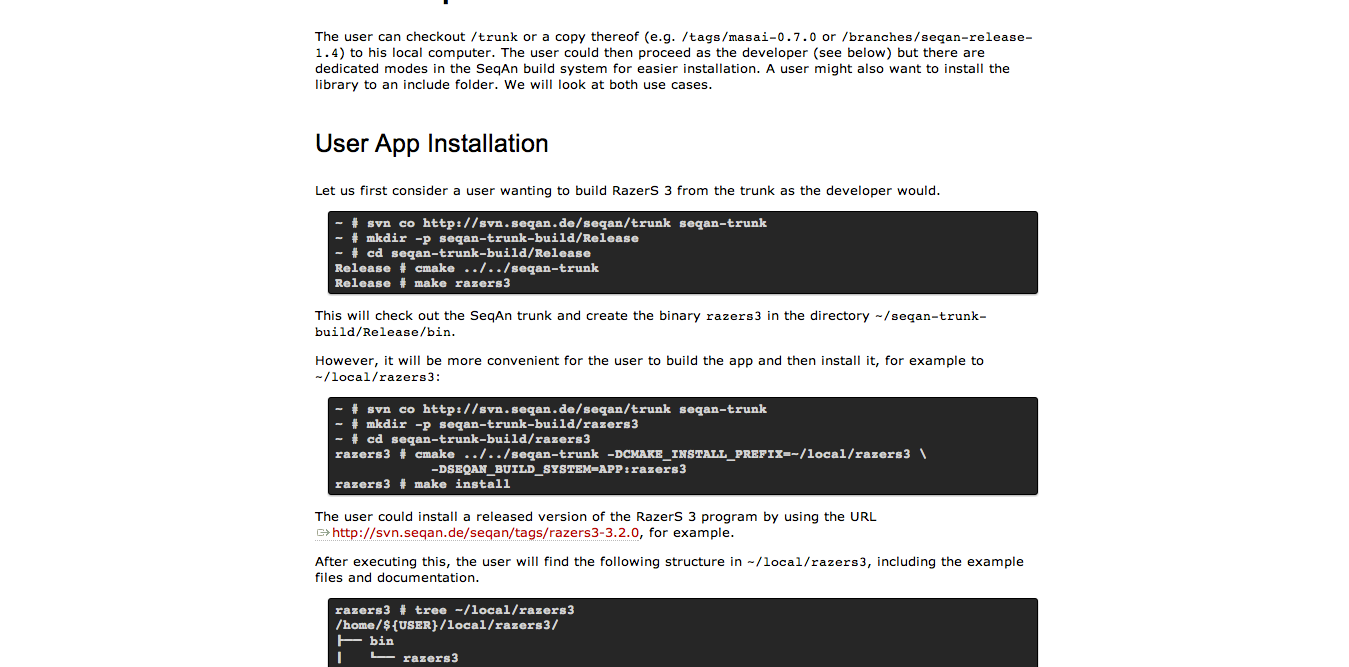 The user can checkout /trunk or a copy thereof (e.g. /tags/masai-0.7.0 or /branches/seqan-release-
1.4) to his local computer. The user could then proceed as the developer (see below) but there are
dedicated modes in the SeqAn build system for easier installation. A user might also want to install the
library to an include folder. We will look at both use cases.
User App Installation
Let us first consider a user wanting to build RazerS 3 from the trunk as the developer would.
~ # svn co http://svn.seqan.de/seqan/trunk seqan-trunk
~ # mkdir -p seqan-trunk-build/Release
~ # cd seqan-trunk-build/Release
Release # cmake ../../seqan-trunk
Release # make razers3
This will check out the SeqAn trunk and create the binary razers3 in the directory ~/seqan-trunk-
build/Release/bin.
However, it will be more convenient for the user to build the app and then install it, for example to
~/local/razers3:
~ # svn co http://svn.seqan.de/seqan/trunk seqan-trunk
~ # mkdir -p seqan-trunk-build/razers3
~ # cd seqan-trunk-build/razers3
razers3 # cmake ../../seqan-trunk -DCMAKE_INSTALL_PREFIX=~/local/razers3 \
-DSEQAN_BUILD_SYSTEM=APP:razers3
razers3 # make install
The user could install a released version of the RazerS 3 program by using the URL
http://svn.seqan.de/seqan/tags/razers3-3.2.0, for example.
After executing this, the user will find the following structure in ~/local/razers3, including the example
files and documentation.
razers3 # tree ~/local/razers3
/home/${USER}/local/razers3/
├── bin
│   └── razers3